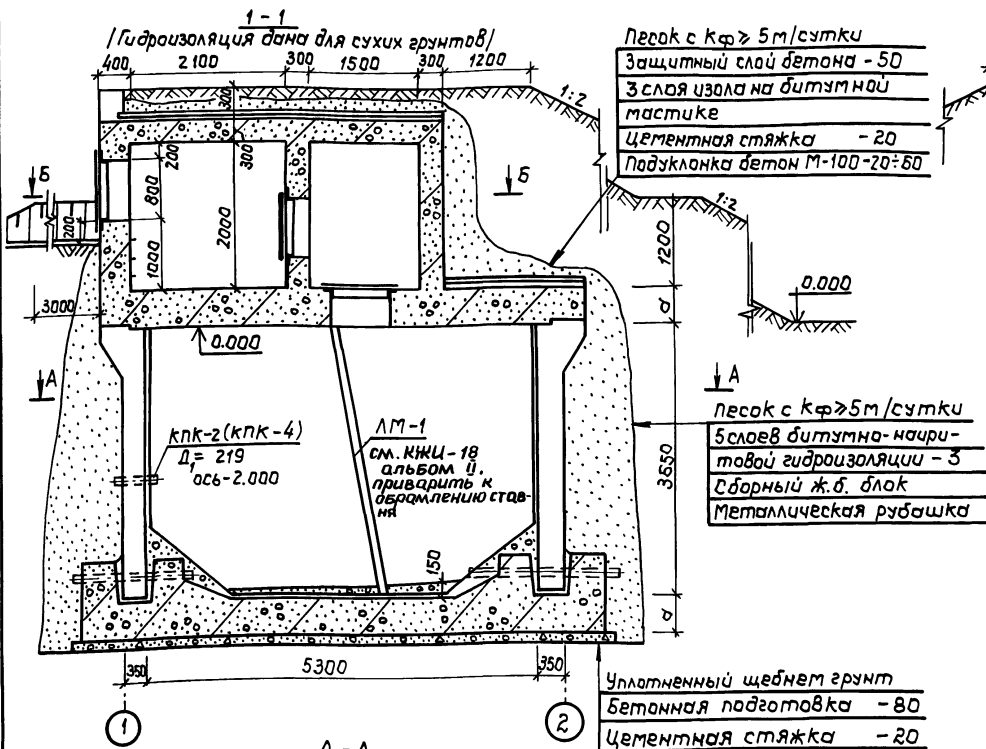 1-1
/Гидроизоляция дана для сухих грунтов/
400 2100 300 1500 300 1200
300
1:2
Песок с Кф ≥ 5м/сутки
Защитный слой бетона - 50
3 слоя изола на битумной
мастике
Цементная стяжка - 20
Подуклонка бетон М-100-20÷60
Б Б
200 300
800
200
2000
1000
3000
1:2
1200
d
0.000
0.000
А А
КПК-2 (КПК-4)
Д₁= 219
ось-2.000
ЛМ-1
см. КЖИ-18
альбом II.
приварить к
обрамлению став-
ня
3650
Песок с Кф≥5м/сутки
5 слоев битумно-наири-
товой гидроизоляции - 3
Сборный ж.б. блок
Металлическая рубашка
150
d
350 5300 350
1 2
Уплотненный щебнем грунт
Бетонная подготовка - 80
Цементная стяжка - 20
А-А